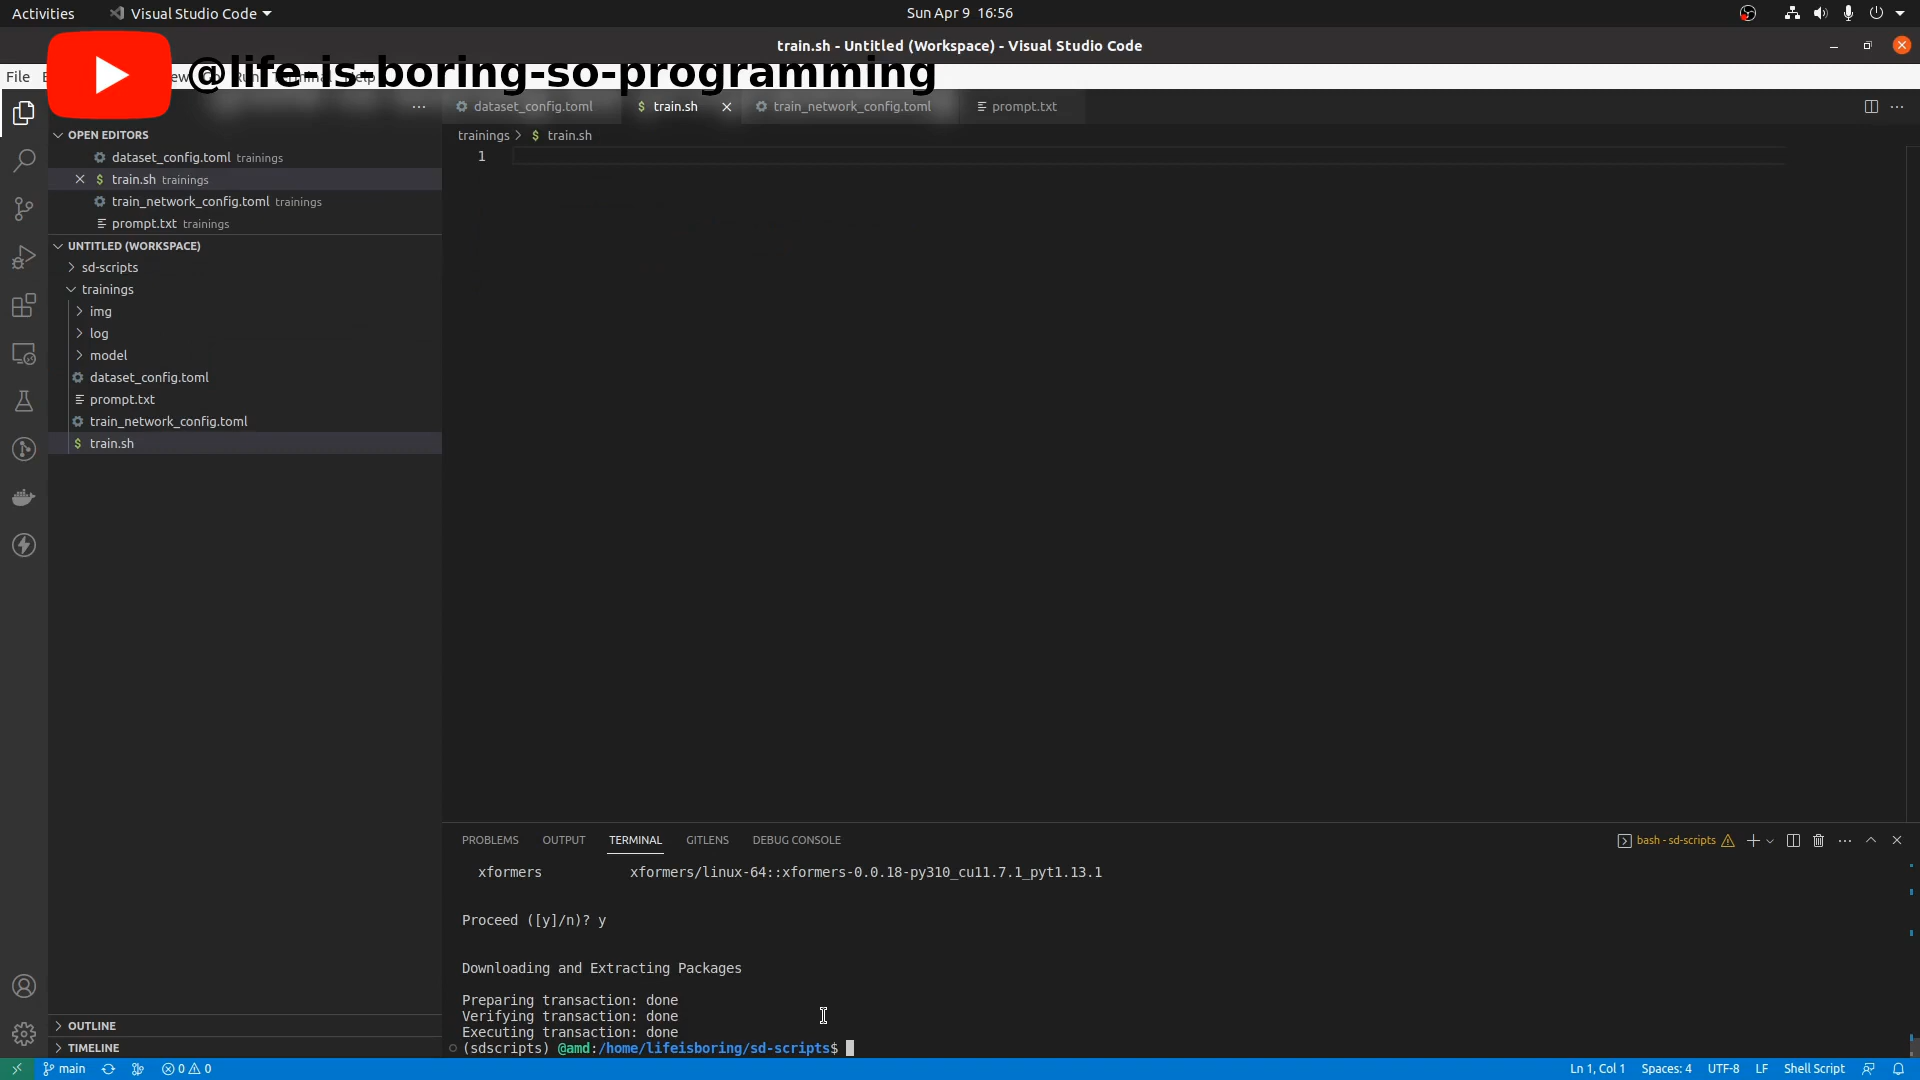 Activities
Visual Studio Code
Sun Apr 9 16:56
train.sh - Untitled (Workspace) - Visual Studio Code
File
@life-is-boring-so-programming
dataset_config.toml
train.sh
train_network_config.toml
prompt.txt
OPEN EDITORS
trainings > train.sh
dataset_config.toml trainings
1
train.sh trainings
train_network_config.toml trainings
prompt.txt trainings
UNTITLED (WORKSPACE)
sd-scripts
trainings
img
log
model
dataset_config.toml
prompt.txt
train_network_config.toml
train.sh
PROBLEMS OUTPUT TERMINAL GITLENS DEBUG CONSOLE
bash - sd-scripts
xformers xformers/linux-64::xformers-0.0.18-py310_cu11.7.1_pyt1.13.1
Proceed ([y]/n)? y
Downloading and Extracting Packages
Preparing transaction: done
Verifying transaction: done
Executing transaction: done
(sdscripts) @amd:/home/lifeisboring/sd-scripts$
OUTLINE
TIMELINE
main
0 0
Ln 1, Col 1
Spaces: 4
UTF-8
LF
Shell Script